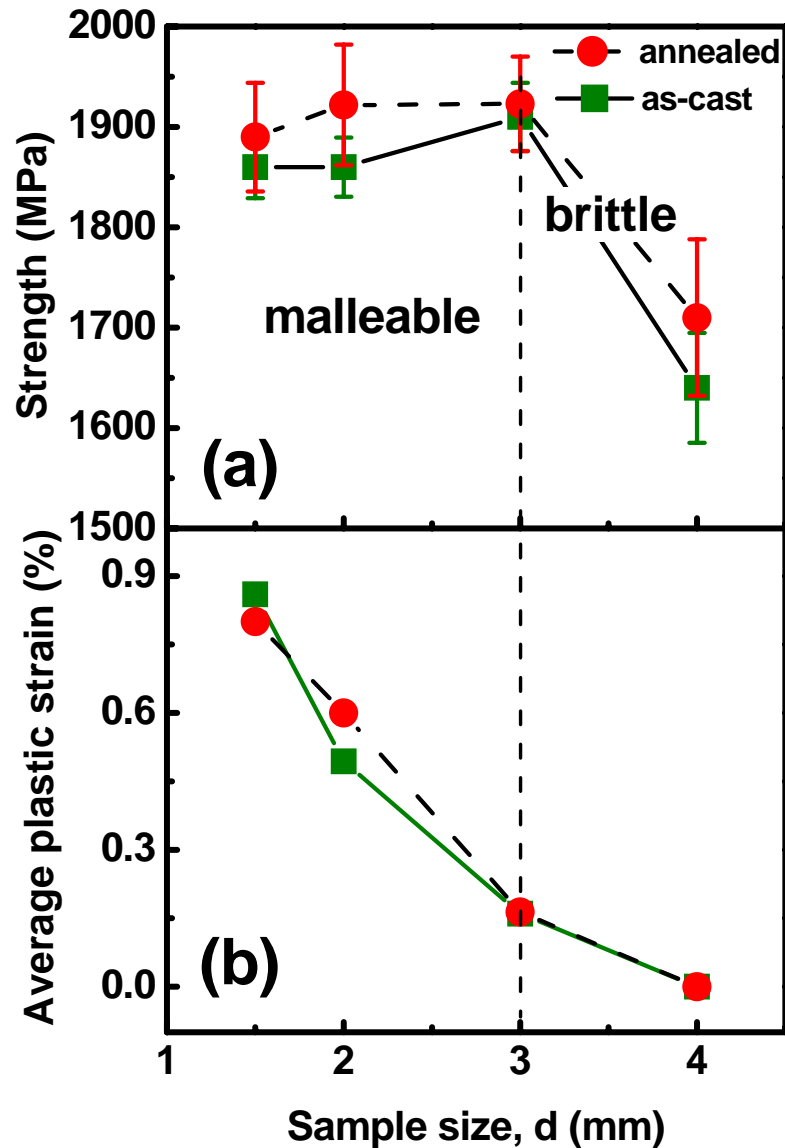 2000
1900
1800
1700
1600
1500
Strength (MPa)
annealed
as-cast
brittle
malleable
(a)
0.9
0.6
0.3
0.0
Average plastic strain (%)
(b)
1 2 3 4
Sample size, d (mm)